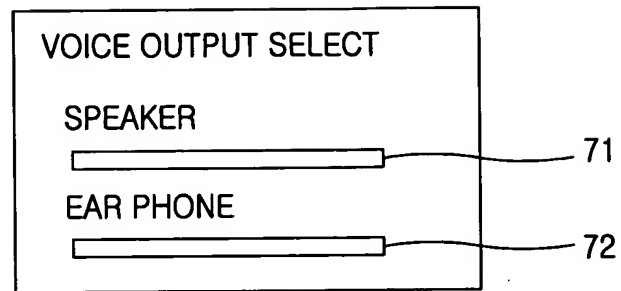 VOICE OUTPUT SELECT
SPEAKER
71
EAR PHONE
72